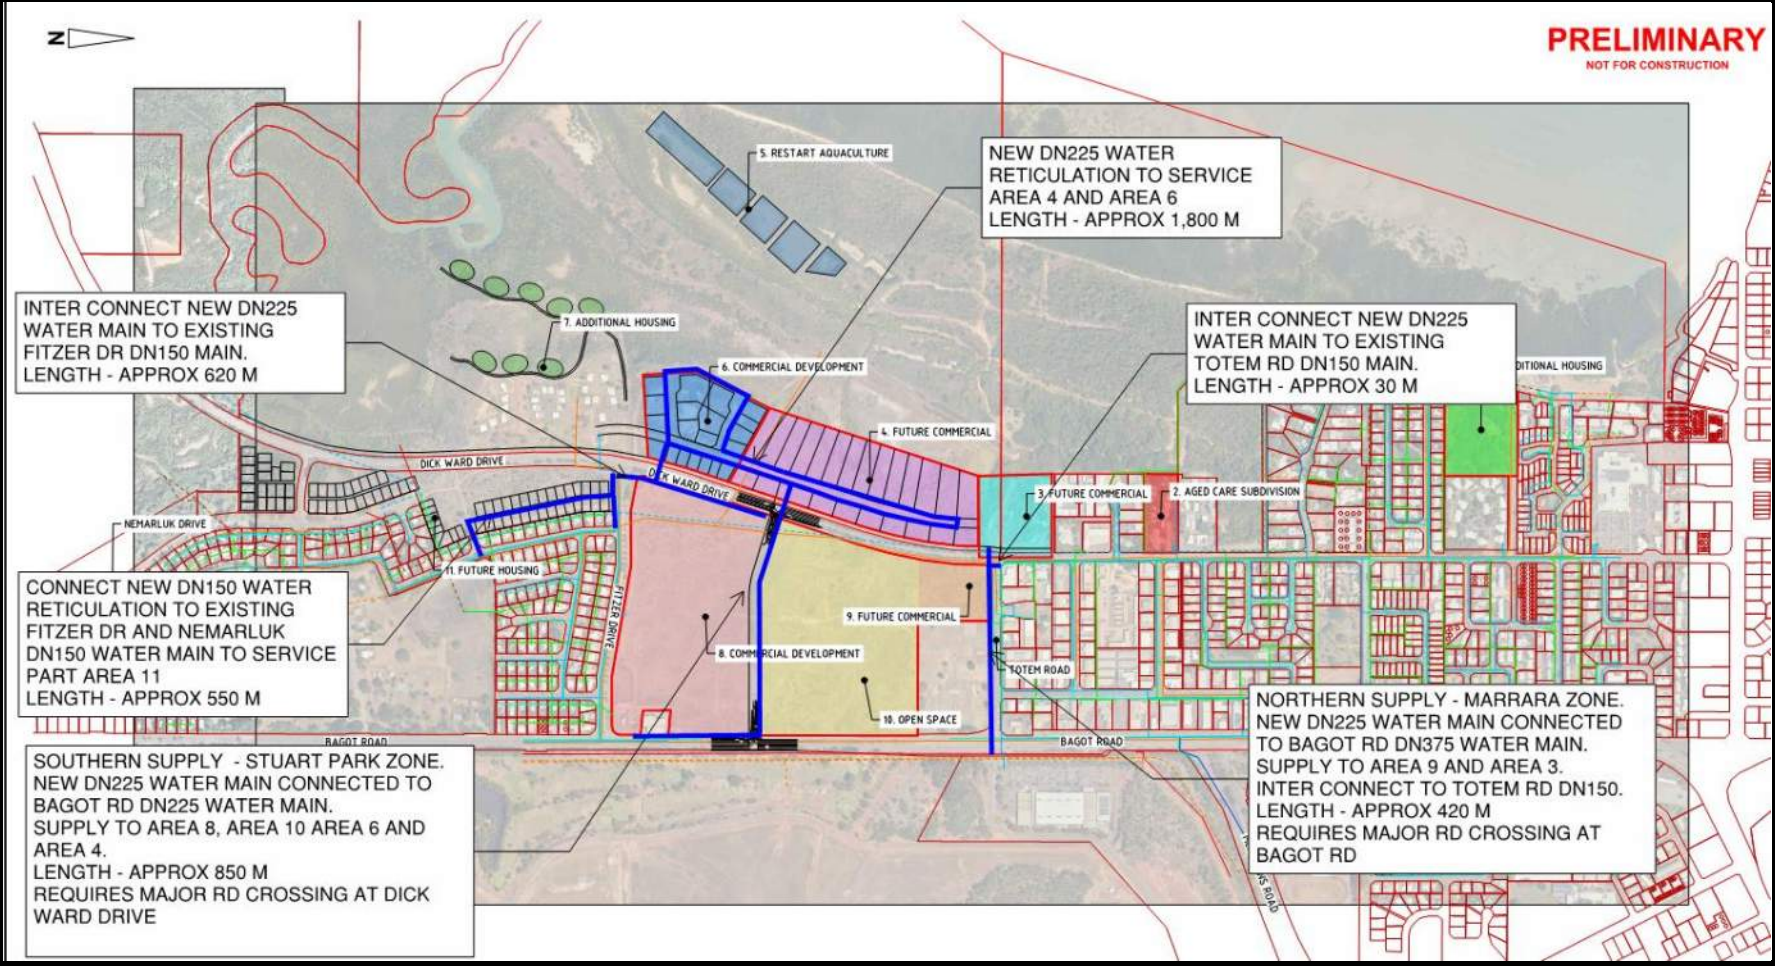 N
PRELIMINARY
NOT FOR CONSTRUCTION
5. RESTART AQUACULTURE
NEW DN225 WATER
RETICULATION TO SERVICE
AREA 4 AND AREA 6
LENGTH - APPROX 1,800 M
INTER CONNECT NEW DN225
WATER MAIN TO EXISTING
FITZER DR DN150 MAIN.
LENGTH - APPROX 620 M
7. ADDITIONAL HOUSING
6. COMMERCIAL DEVELOPMENT
INTER CONNECT NEW DN225
WATER MAIN TO EXISTING
TOTEM RD DN150 MAIN.
LENGTH - APPROX 30 M
DITIONAL HOUSING
4. FUTURE COMMERCIAL
DICK WARD DRIVE
DICK WARD DRIVE
3. FUTURE COMMERCIAL
2. AGED CARE SUBDIVISION
NEMARLUK DRIVE
11. FUTURE HOUSING
CONNECT NEW DN150 WATER
RETICULATION TO EXISTING
FITZER DR AND NEMARLUK
DN150 WATER MAIN TO SERVICE
PART AREA 11
LENGTH - APPROX 550 M
FITZER DRIVE
9. FUTURE COMMERCIAL
8. COMMERCIAL DEVELOPMENT
TOTEM ROAD
10. OPEN SPACE
BAGOT ROAD
BAGOT ROAD
NORTHERN SUPPLY - MARRARA ZONE.
NEW DN225 WATER MAIN CONNECTED
TO BAGOT RD DN375 WATER MAIN.
SUPPLY TO AREA 9 AND AREA 3.
INTER CONNECT TO TOTEM RD DN150.
LENGTH - APPROX 420 M
REQUIRES MAJOR RD CROSSING AT
BAGOT RD
SOUTHERN SUPPLY - STUART PARK ZONE.
NEW DN225 WATER MAIN CONNECTED TO
BAGOT RD DN225 WATER MAIN.
SUPPLY TO AREA 8, AREA 10 AREA 6 AND
AREA 4.
LENGTH - APPROX 850 M
REQUIRES MAJOR RD CROSSING AT DICK
WARD DRIVE
WS ROAD